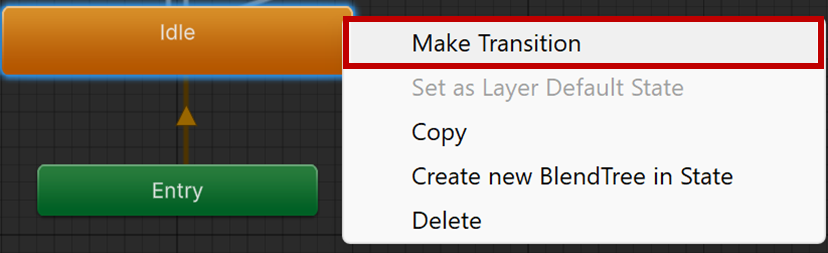 Idle
Make Transition
Set as Layer Default State
Copy
Create new BlendTree in State
Delete
Entry